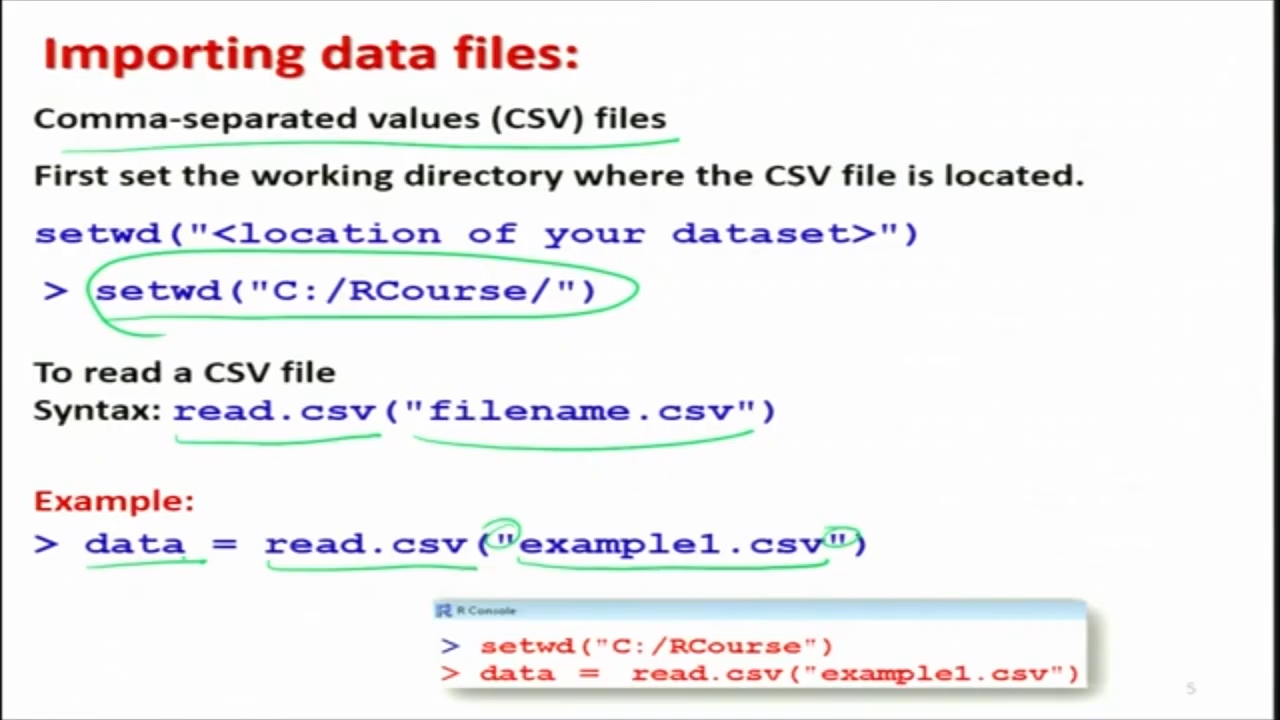 Importing data files:
Comma-separated values (CSV) files
First set the working directory where the CSV file is located.
setwd("<location of your dataset>")
> setwd("C:/RCourse/")
To read a CSV file
Syntax: read.csv("filename.csv")
Example:
> data = read.csv("example1.csv")
R Console
> setwd("C:/RCourse")
> data = read.csv("example1.csv")
5